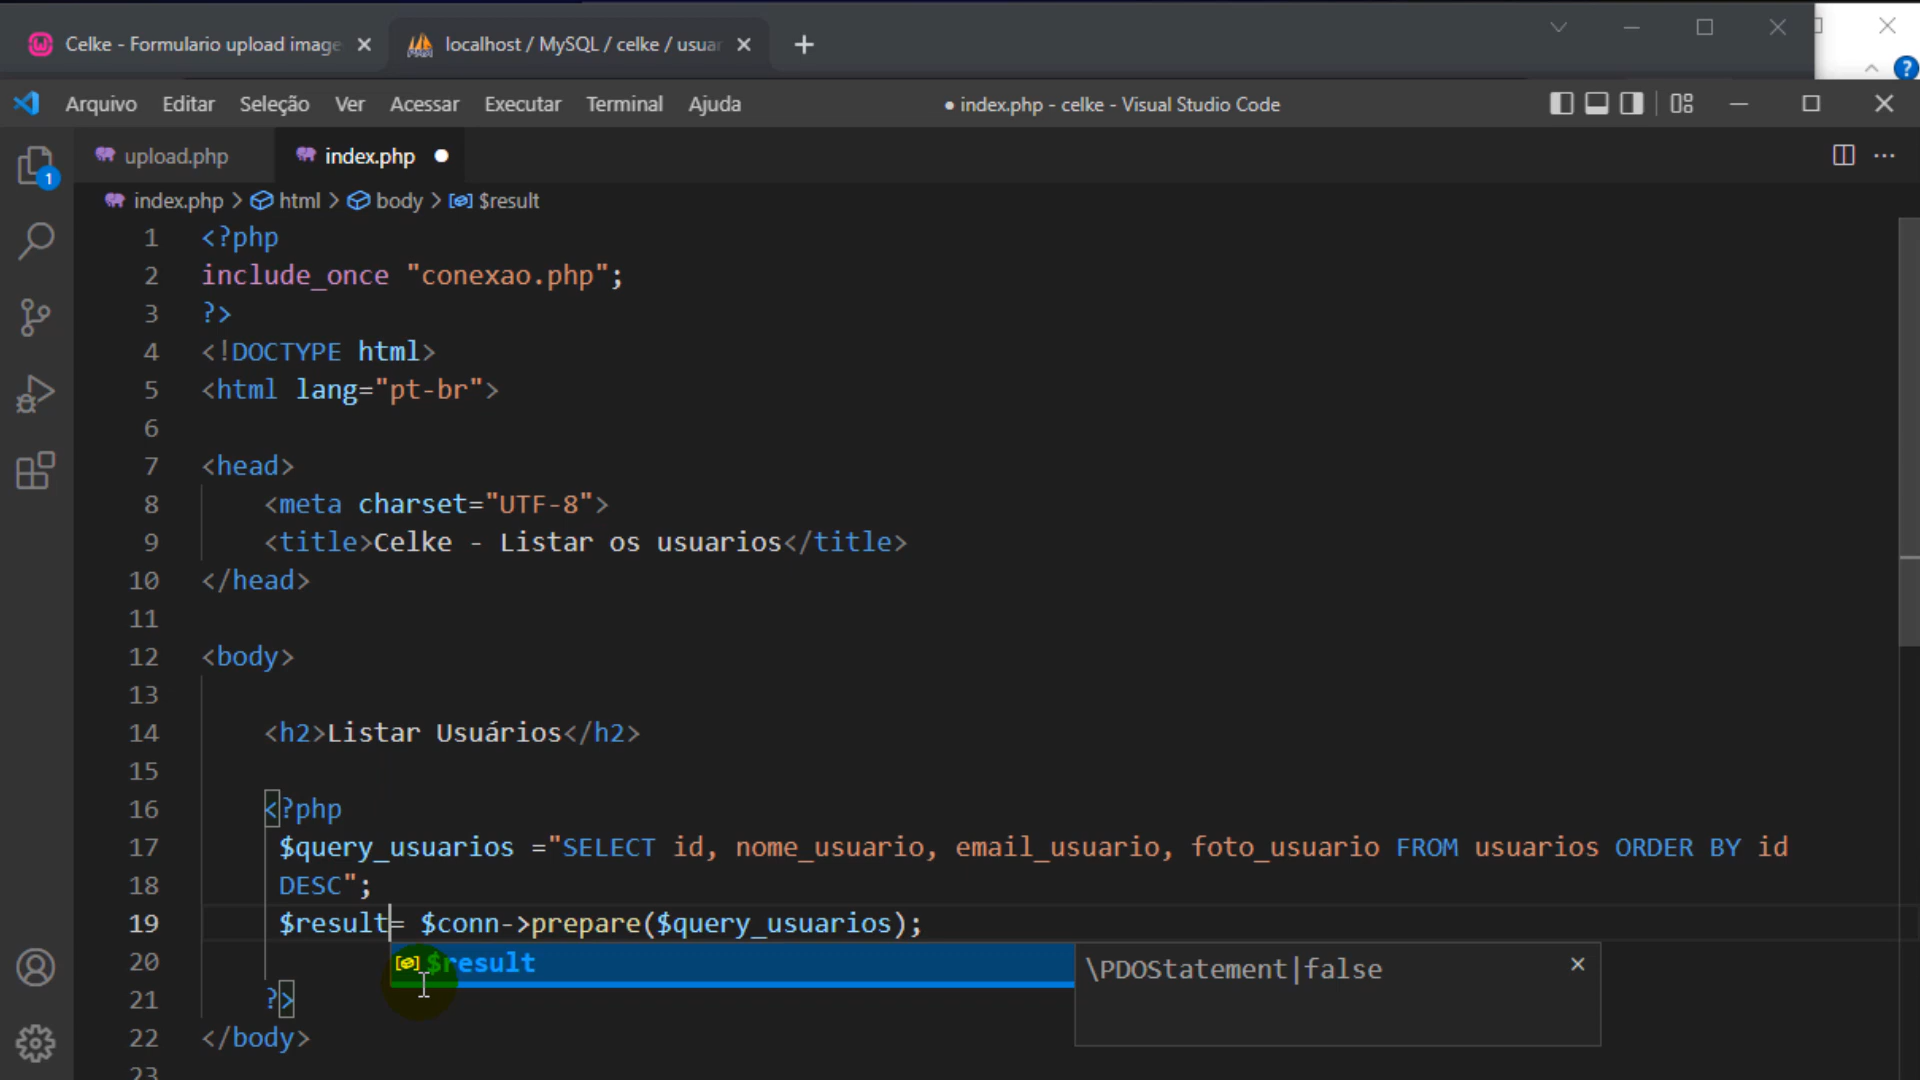 Celke - Formulario upload image
localhost / MySQL / celke / usuar
Arquivo Editar Seleção Ver Acessar Executar Terminal Ajuda
● index.php - celke - Visual Studio Code
upload.php
index.php
index.php > html > body > $result
1 <?php
2 include_once "conexao.php";
3 ?>
4 <!DOCTYPE html>
5 <html lang="pt-br">
6
7 <head>
8 <meta charset="UTF-8">
9 <title>Celke - Listar os usuarios</title>
10 </head>
11
12 <body>
13
14 <h2>Listar Usuários</h2>
15
16 <?php
17 $query_usuarios ="SELECT id, nome_usuario, email_usuario, foto_usuario FROM usuarios ORDER BY id
18 DESC";
19 $result= $conn->prepare($query_usuarios);
20
$result
\PDOStatement|false
21 ?>
22 </body>
23
1